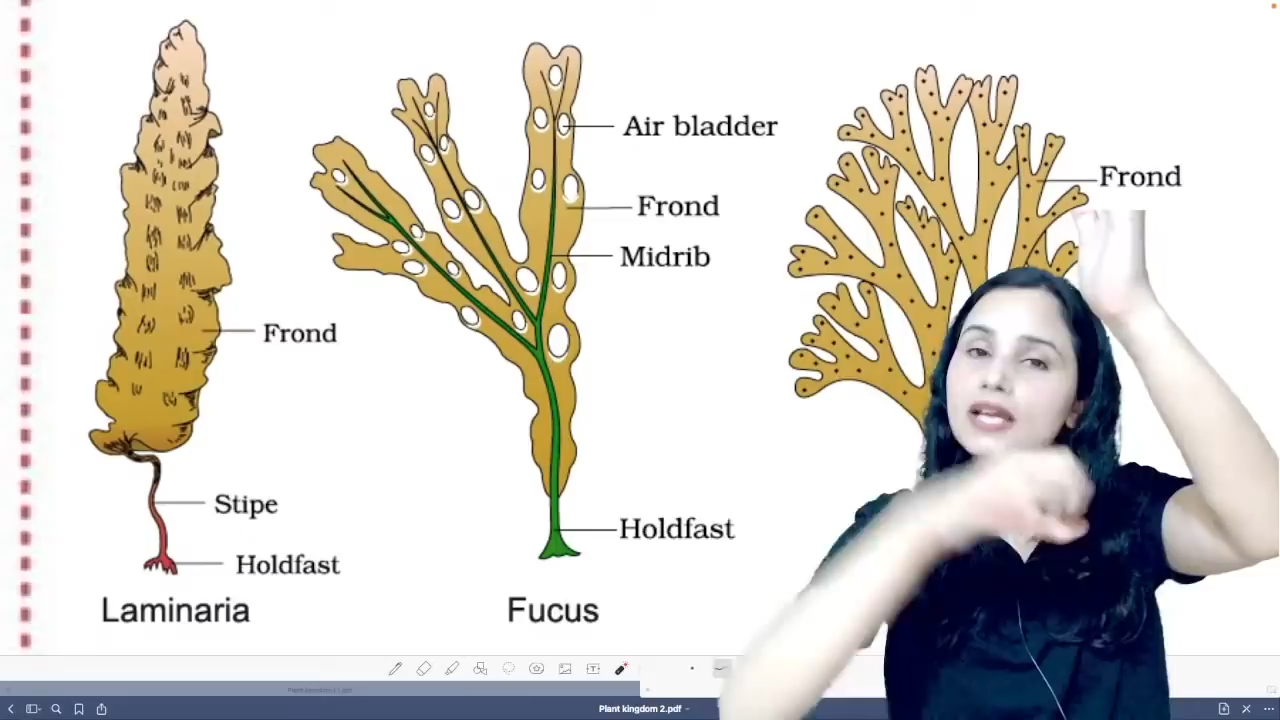 Air bladder
Frond
Frond
Midrib
Frond
Stipe
Holdfast
Holdfast
Laminaria
Fucus
Plant kingdom 2.pdf